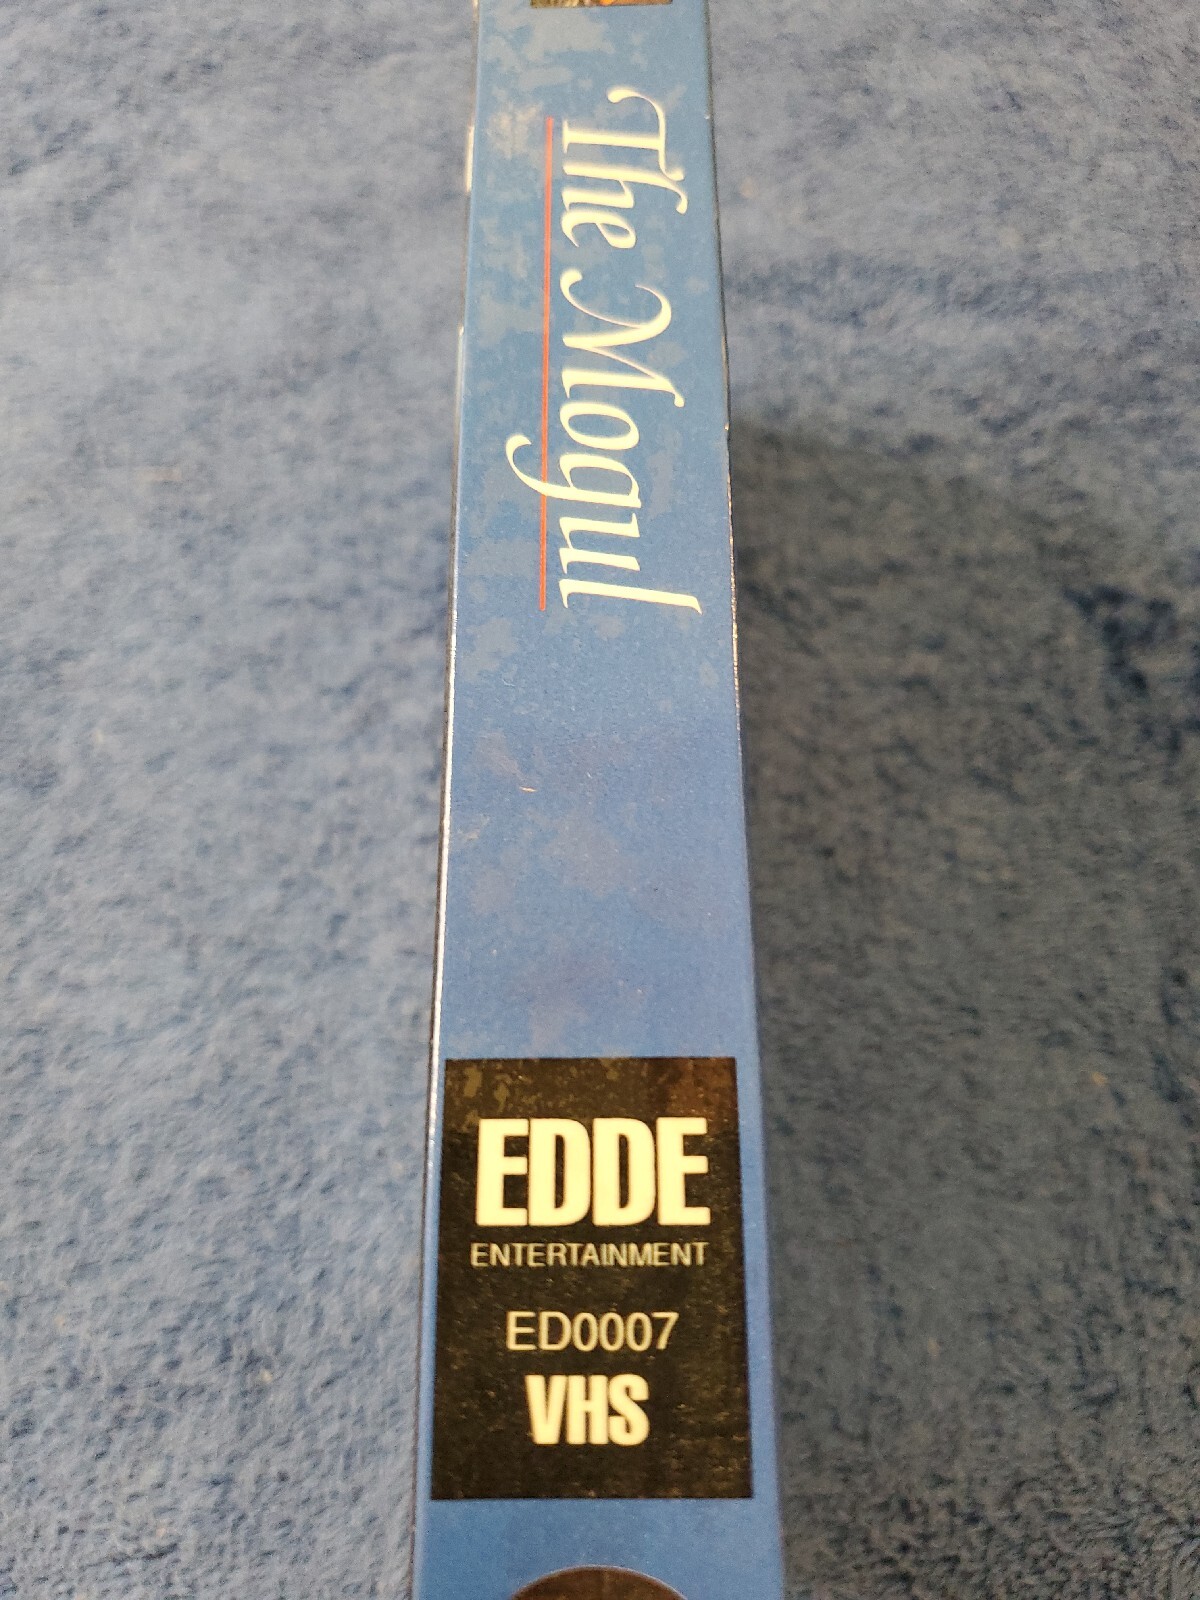 The Mogul
EDDE
ENTERTAINMENT
ED0007
VHS